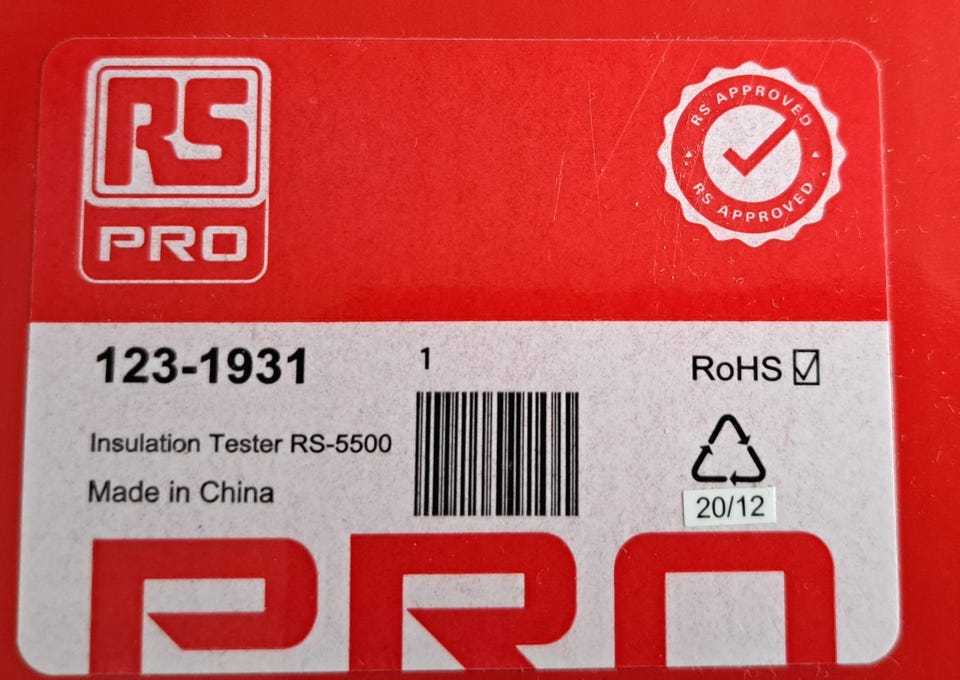 RS
PRO
RS APPROVED
RS APPROVED
123-1931
1
RoHS
Insulation Tester RS-5500
Made in China
20/12
PRO